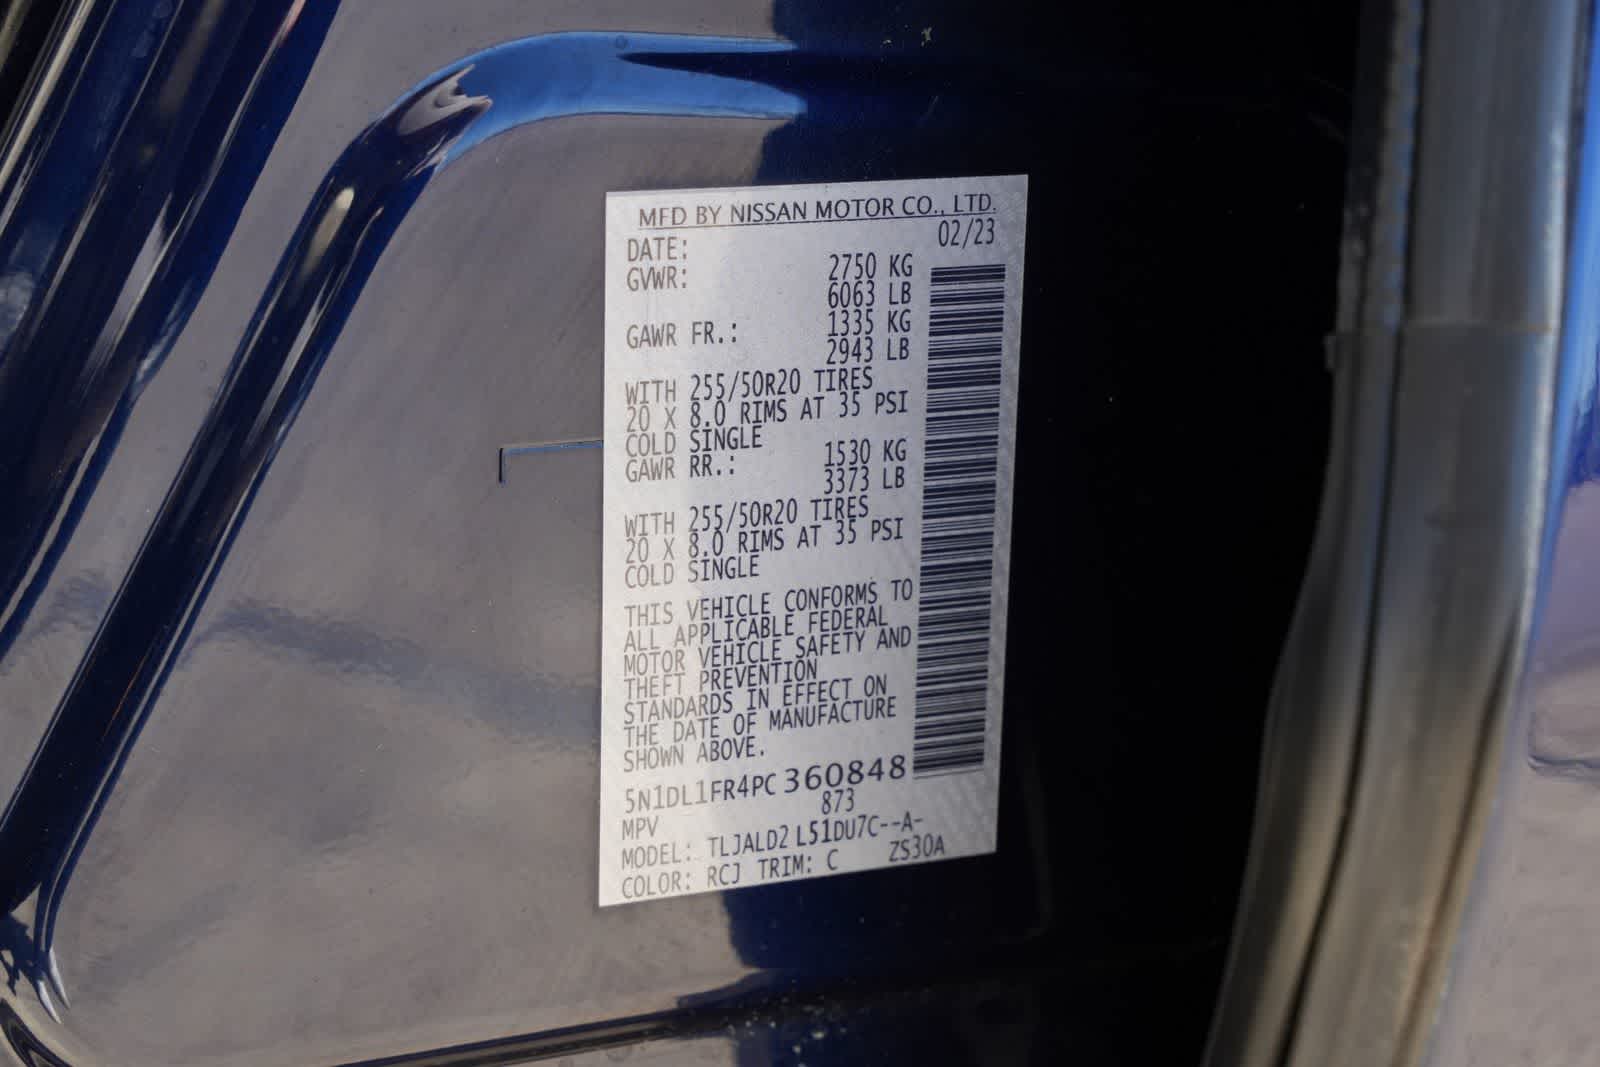 MFD BY NISSAN MOTOR CO., LTD.
DATE: 02/23
GVWR: 2750 KG
6063 LB
GAWR FR.: 1335 KG
2943 LB
WITH 255/50R20 TIRES
20 X 8.0 RIMS AT 35 PSI
COLD SINGLE
GAWR RR.: 1530 KG
3373 LB
WITH 255/50R20 TIRES
20 X 8.0 RIMS AT 35 PSI
COLD SINGLE
THIS VEHICLE CONFORMS TO
ALL APPLICABLE FEDERAL
MOTOR VEHICLE SAFETY AND
THEFT PREVENTION
STANDARDS IN EFFECT ON
THE DATE OF MANUFACTURE
SHOWN ABOVE.
5N1DL1FR4PC360848
MPV 873
MODEL: TLJALD2 L51DU7C--A-
COLOR: RCJ TRIM: C ZS30A